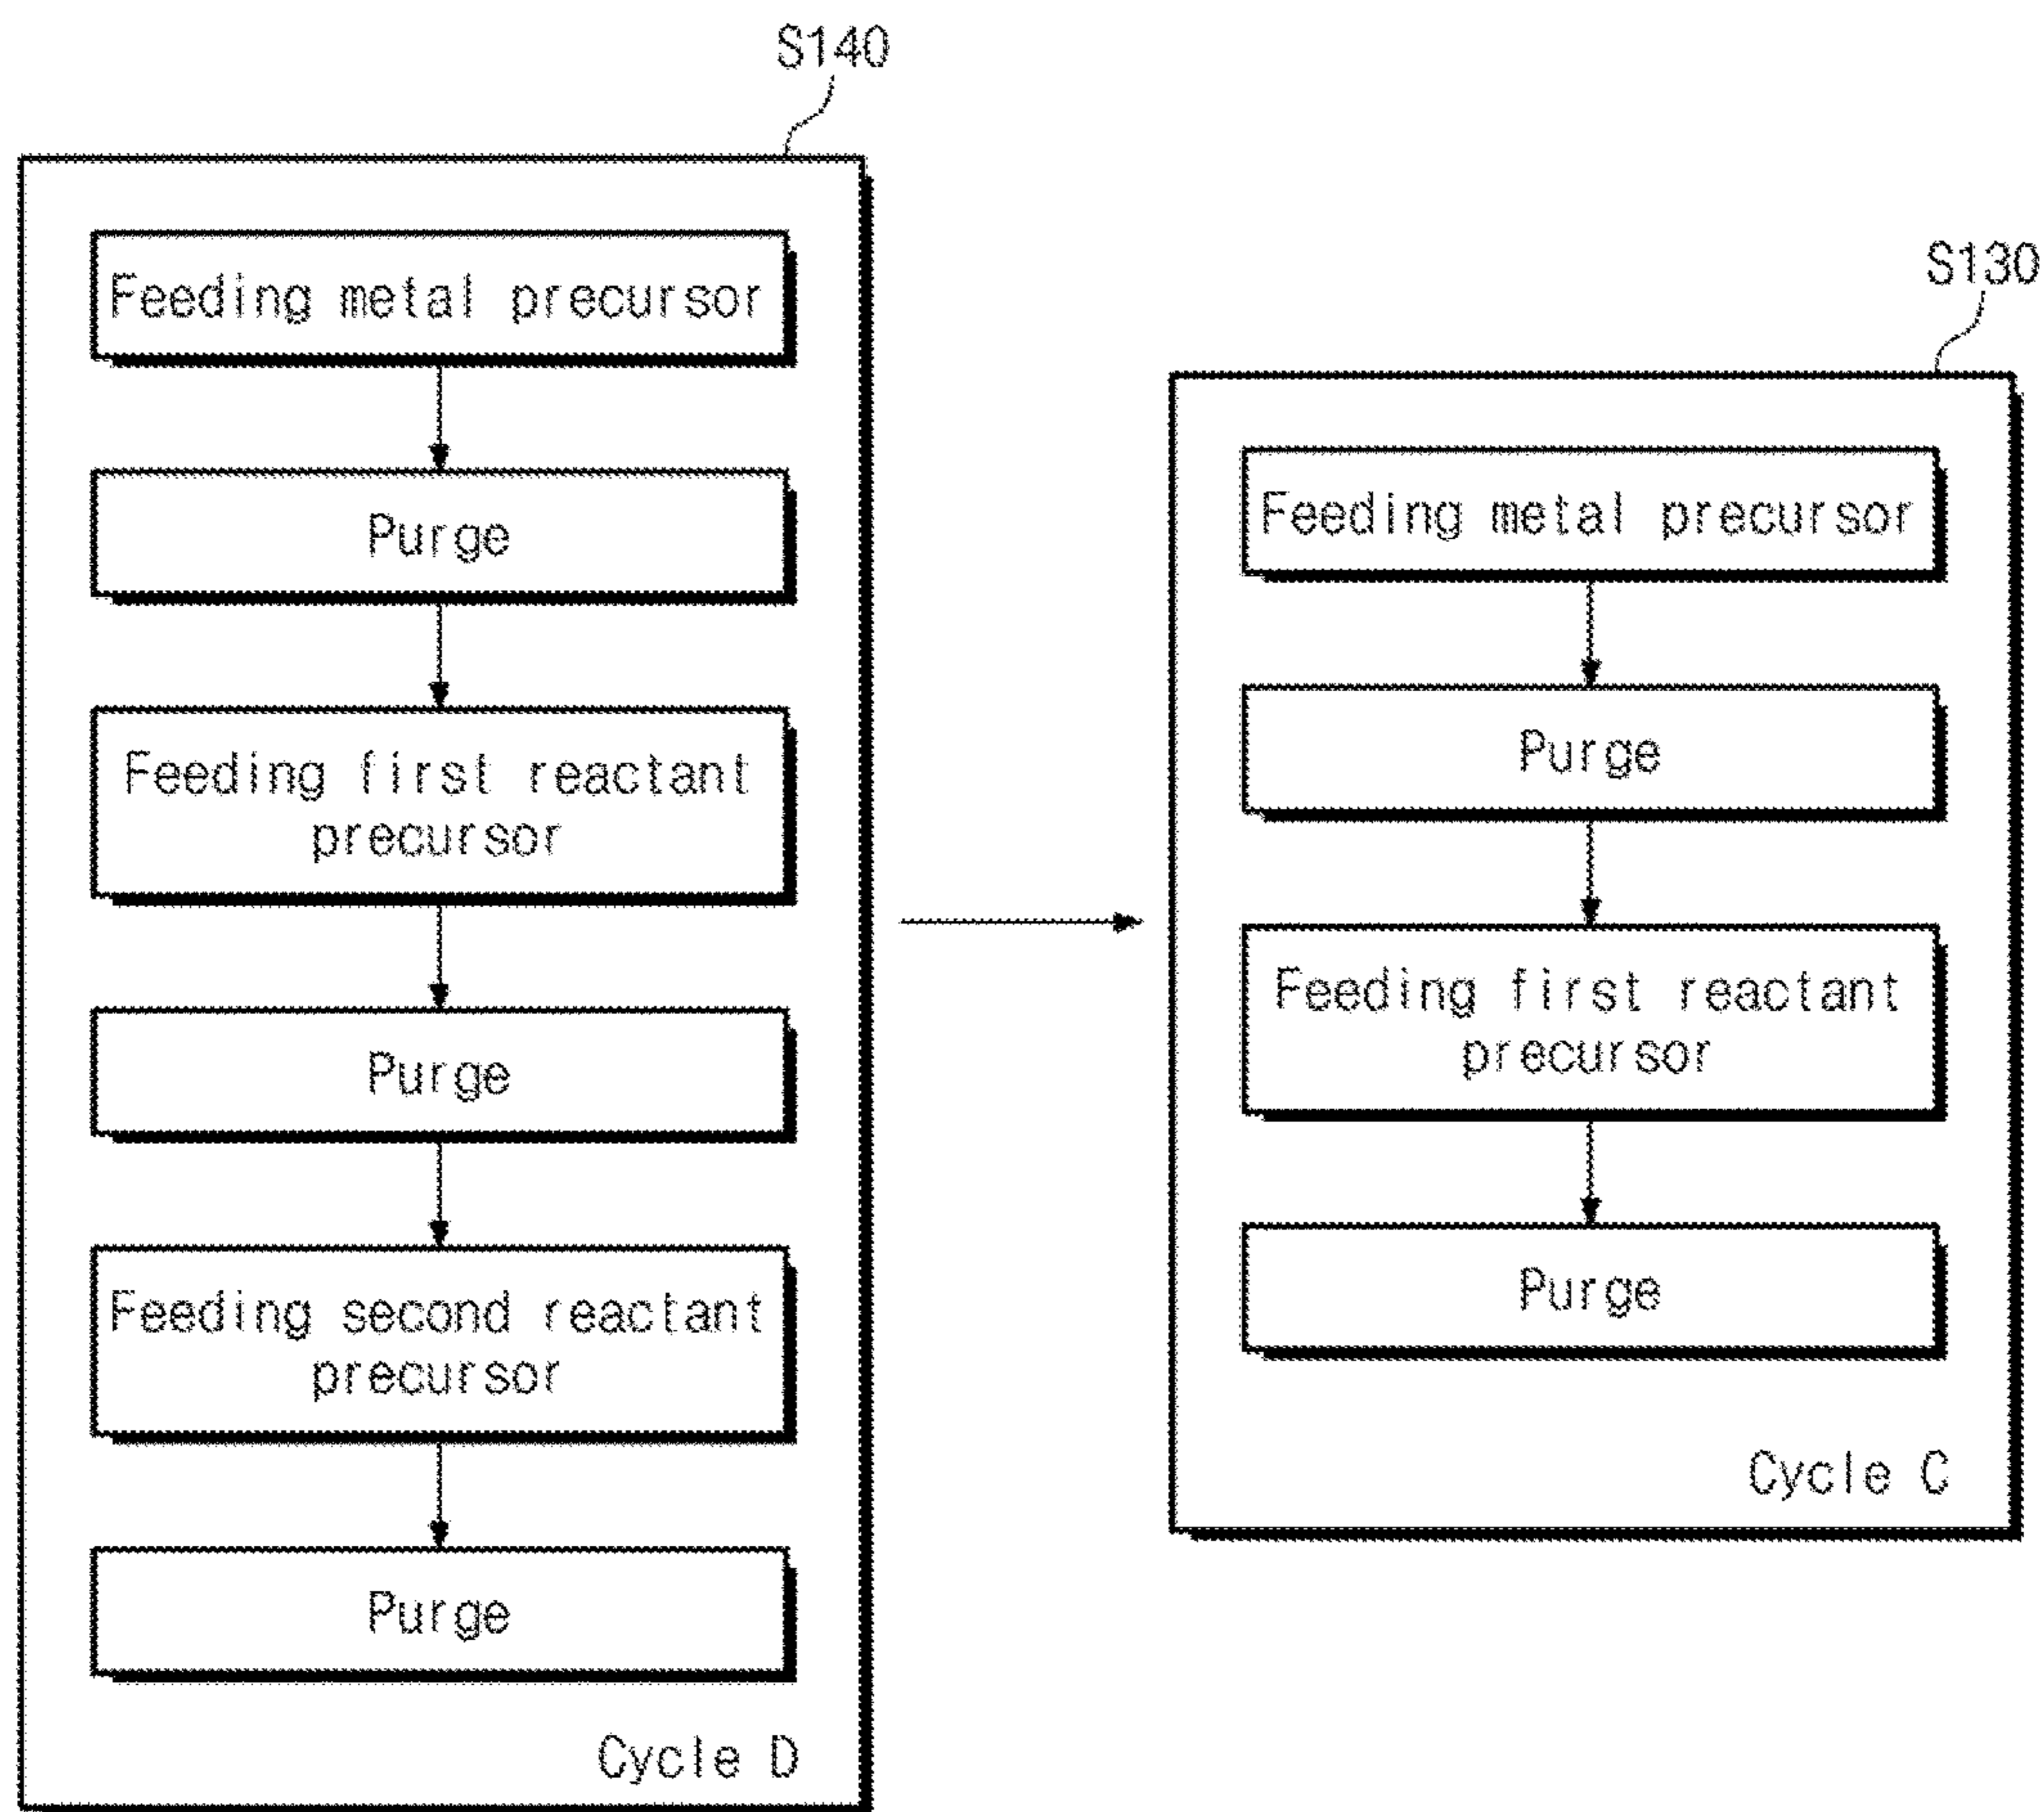 S140
Feeding metal precursor
Purge
Feeding first reactant
precursor
Purge
Feeding second reactant
precursor
Purge
Cycle D
S130
Feeding metal precursor
Purge
Feeding first reactant
precursor
Purge
Cycle C